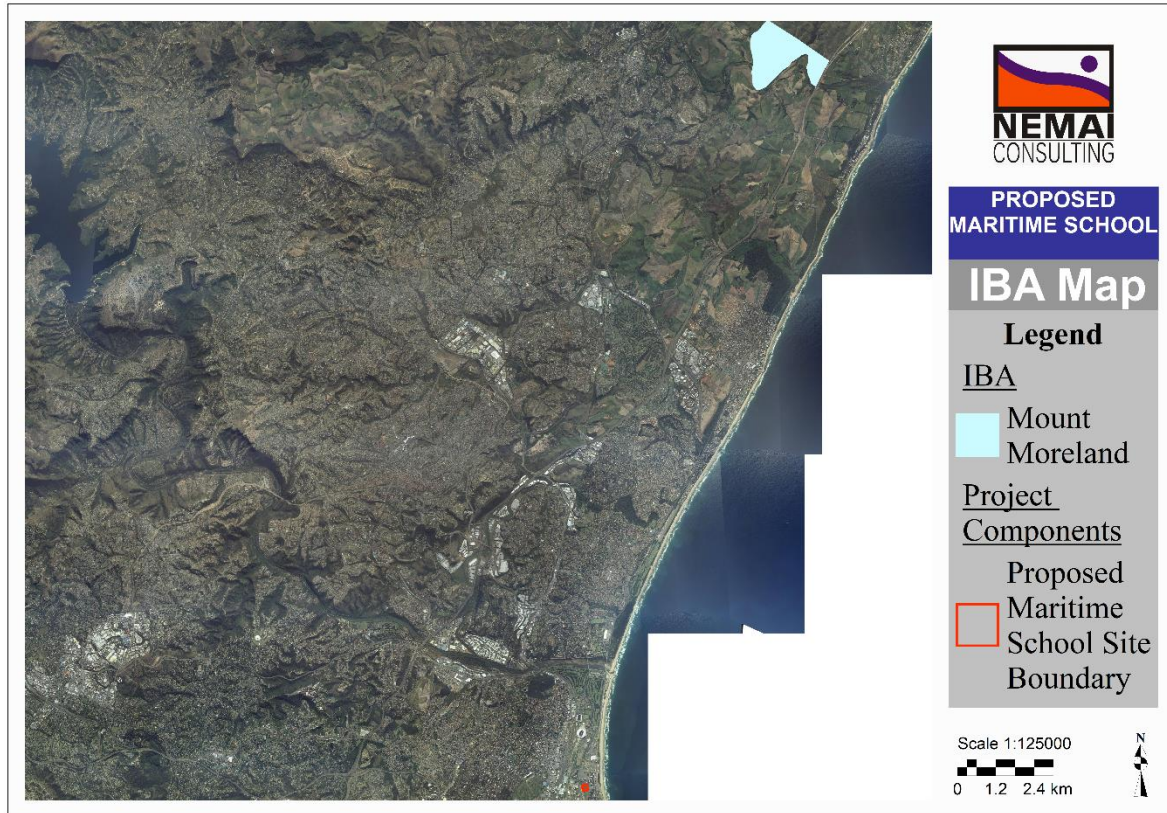 NEMAI
CONSULTING
PROPOSED
MARITIME SCHOOL
IBA Map
Legend
IBA
Mount
Moreland
Project
Components
Proposed
Maritime
School Site
Boundary
Scale 1:125000
N
0 1.2 2.4 km